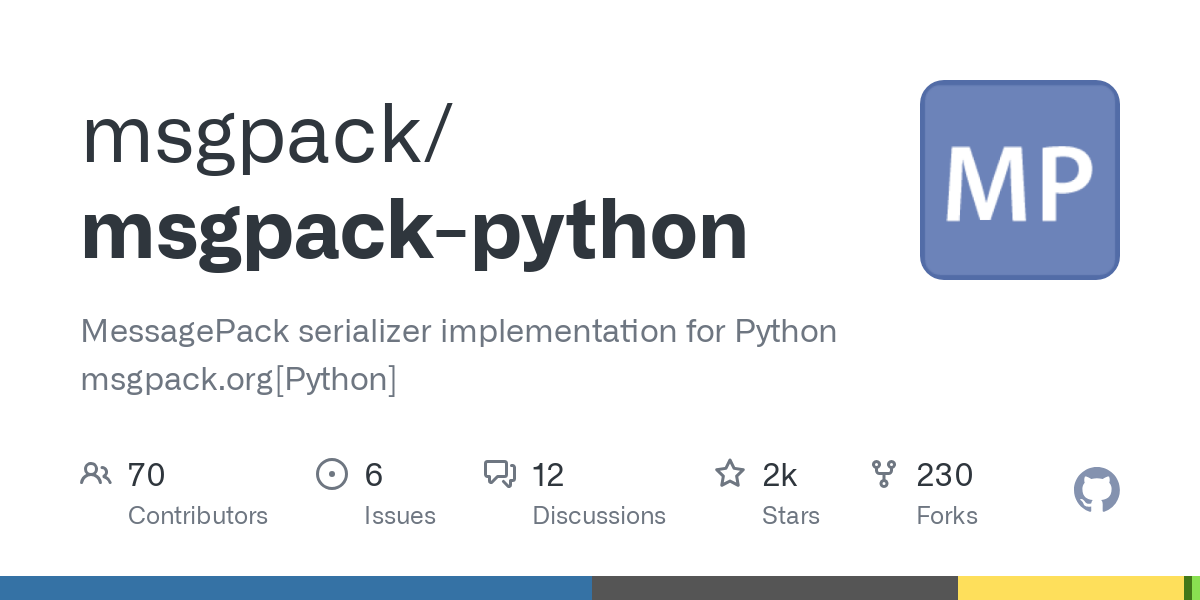 msgpack/
msgpack-python
MP
MessagePack serializer implementation for Python
msgpack.org[Python]
70
Contributors
6
Issues
12
Discussions
2k
Stars
230
Forks